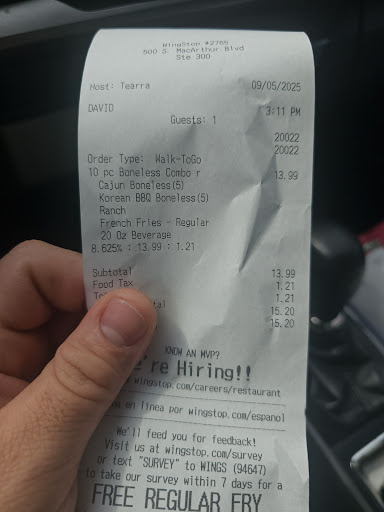 WingStop #2765
500 S. MacArthur Blvd
Ste 300
Host: Tearra 09/05/2025
DAVID 3:11 PM
Guests: 1
20022
20022
Order Type: Walk-ToGo
10 pc Boneless Combo r 13.99
Cajun Boneless(5)
Korean BBQ Boneless(5)
Ranch
French Fries - Regular
20 Oz Beverage
8.625% : 13.99 : 1.21
Subtotal 13.99
Food Tax 1.21
1.21
tal 15.20
15.20
KNOW AN MVP?
're Hiring!!
wingstop.com/careers/restaurant
en linea por wingstop.com/espanol
We'll feed you for feedback!
Visit us at wingstop.com/survey
or text "SURVEY" to WINGS (94647)
to take our survey within 7 days for a
FREE REGULAR FRY